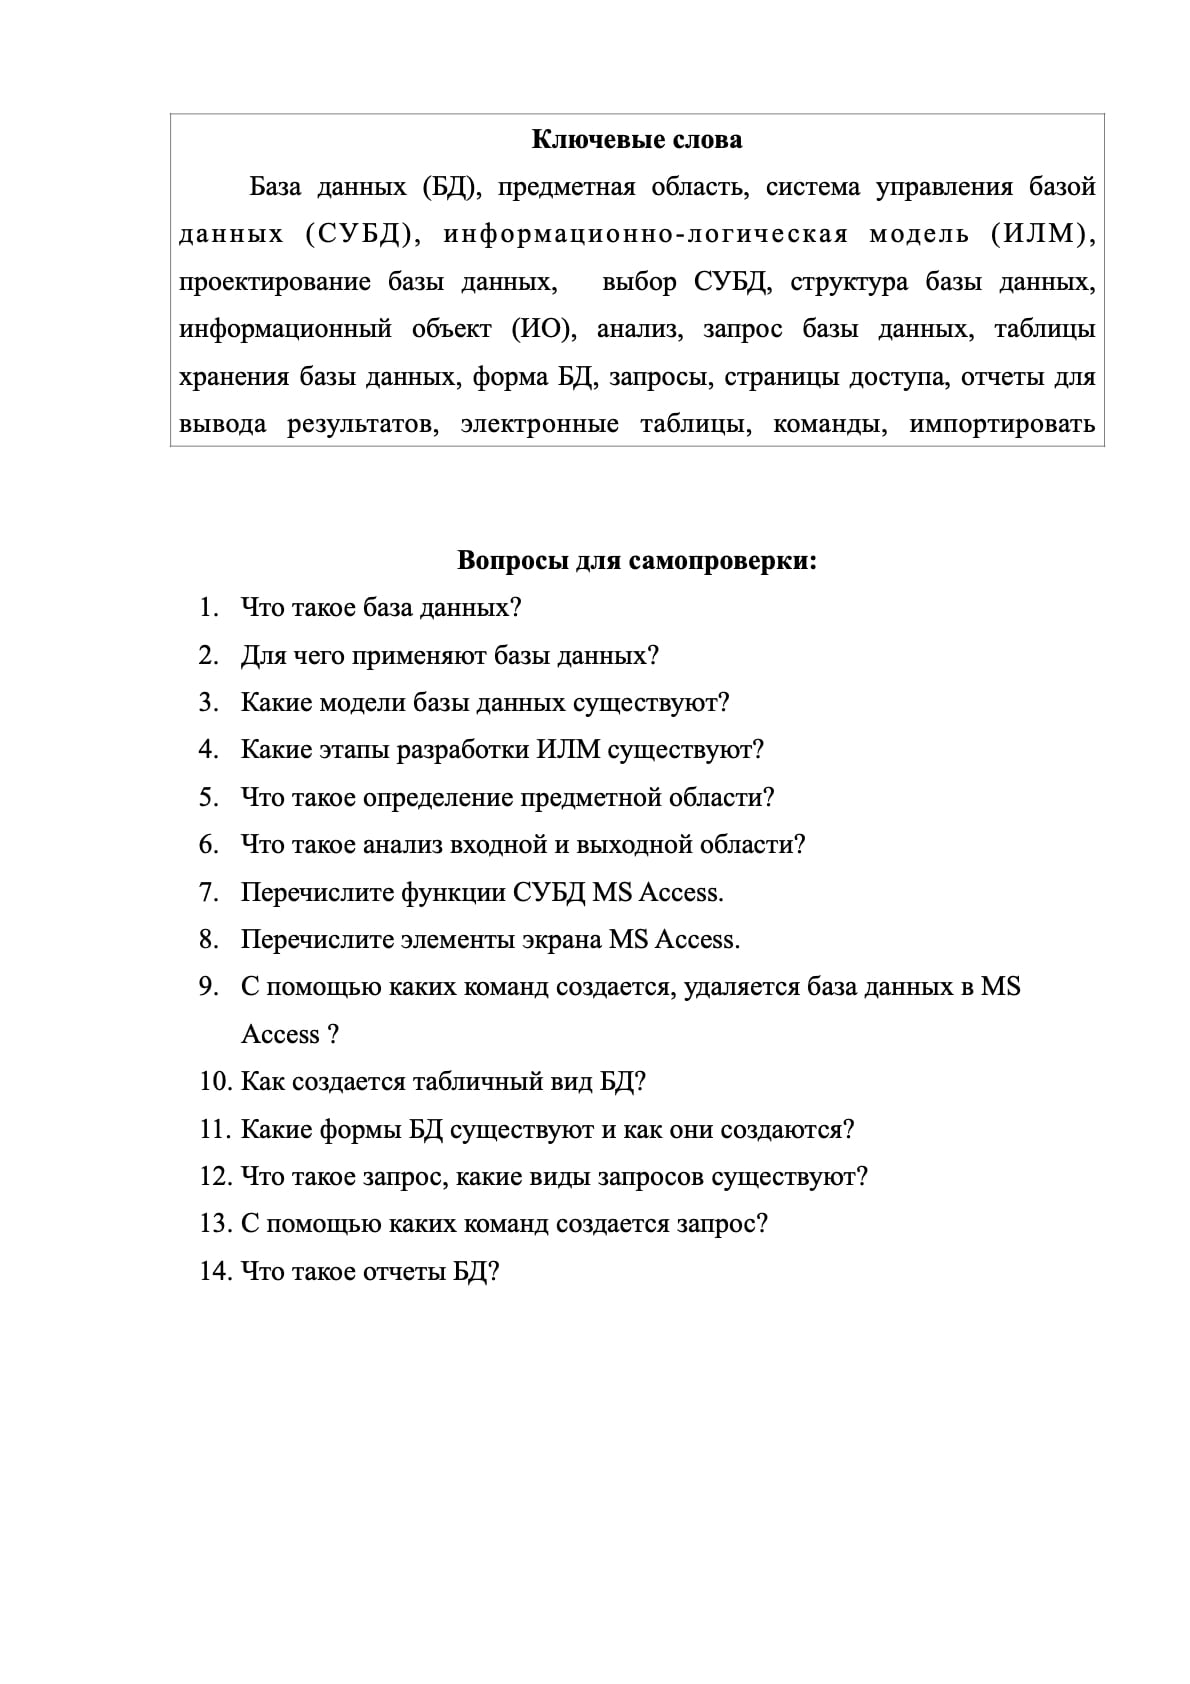 Ключевые слова
База данных (БД), предметная область, система управления базой
данных (СУБД), информационно-логическая модель (ИЛМ),
проектирование базы данных, выбор СУБД, структура базы данных,
информационный объект (ИО), анализ, запрос базы данных, таблицы
хранения базы данных, форма БД, запросы, страницы доступа, отчеты для
вывода результатов, электронные таблицы, команды, импортировать
Вопросы для самопроверки:
1. Что такое база данных?
2. Для чего применяют базы данных?
3. Какие модели базы данных существуют?
4. Какие этапы разработки ИЛМ существуют?
5. Что такое определение предметной области?
6. Что такое анализ входной и выходной области?
7. Перечислите функции СУБД MS Access.
8. Перечислите элементы экрана MS Access.
9. С помощью каких команд создается, удаляется база данных в MS
Access ?
10. Как создается табличный вид БД?
11. Какие формы БД существуют и как они создаются?
12. Что такое запрос, какие виды запросов существуют?
13. С помощью каких команд создается запрос?
14. Что такое отчеты БД?